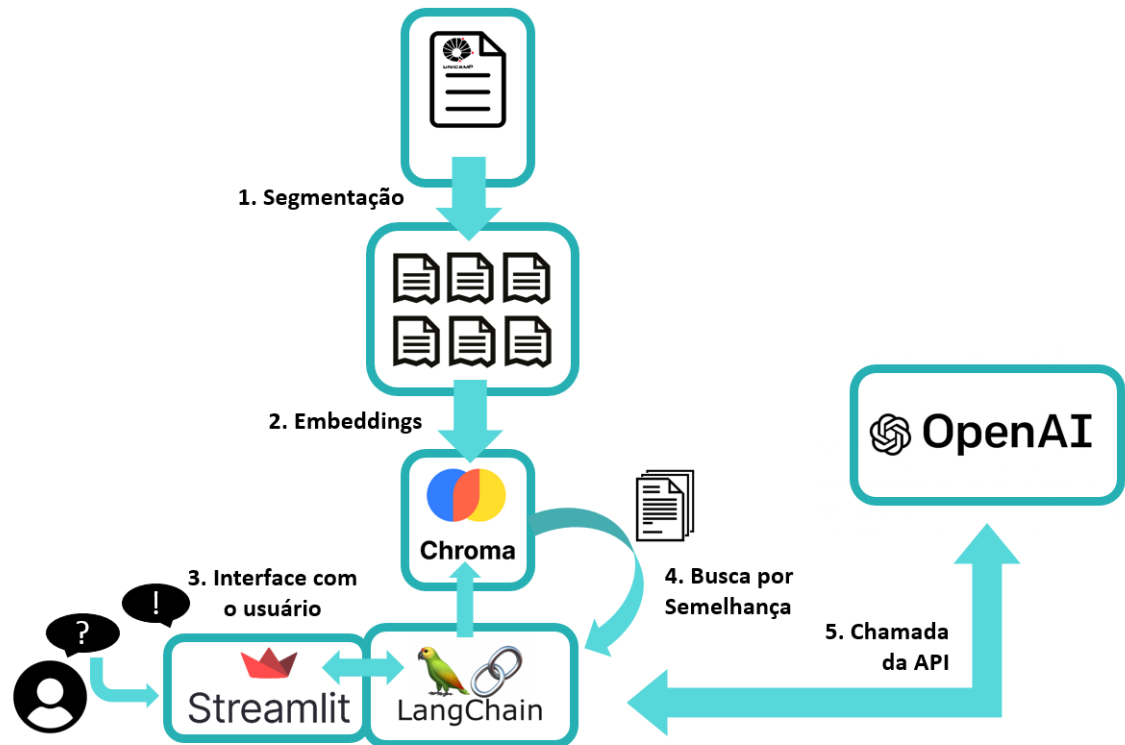 UNICAMP
1. Segmentação
2. Embeddings
OpenAI
Chroma
3. Interface com
o usuário
4. Busca por
Semelhança
5. Chamada
da API
!
?
Streamlit
LangChain